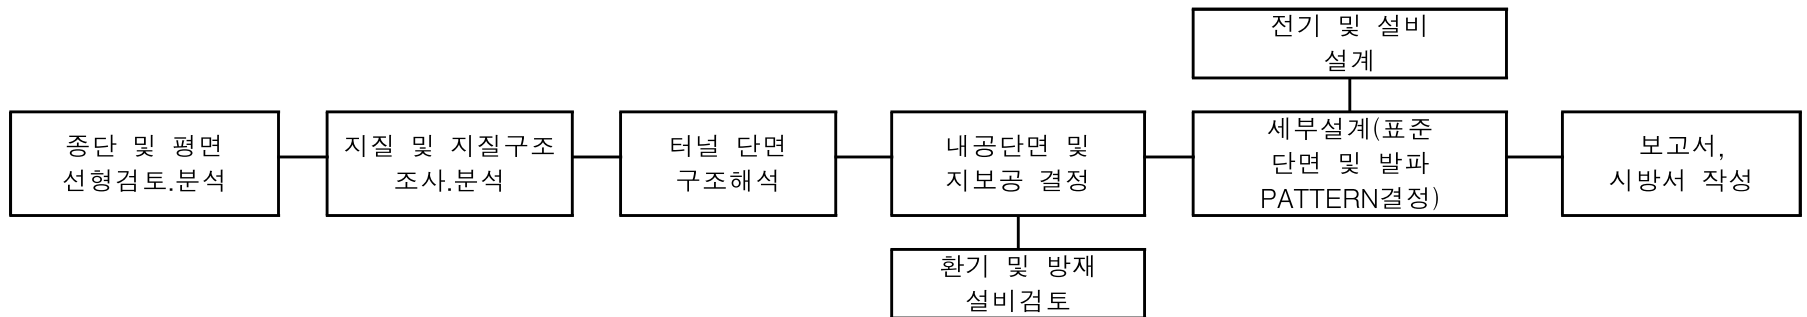 전기 및 설비
설계
종단 및 평면
선형검토.분석
지질 및 지질구조
조사.분석
터널 단면
구조해석
내공단면 및
지보공 결정
세부설계(표준
단면 및 발파
PATTERN결정)
보고서,
시방서 작성
환기 및 방재
설비검토